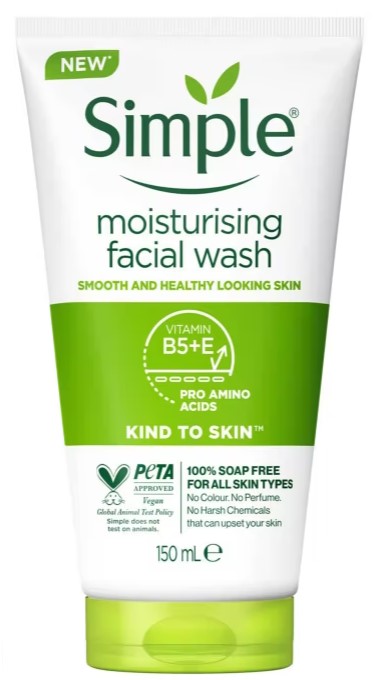 NEW*
Simple®
moisturising
facial wash
SMOOTH AND HEALTHY LOOKING SKIN
VITAMIN
B5+E
PRO AMINO
ACIDS
KIND TO SKIN™
PETA
APPROVED
Vegan
Global Animal Test Policy
Simple does not
test on animals.
100% SOAP FREE
FOR ALL SKIN TYPES
No Colour. No Perfume.
No Harsh Chemicals
that can upset your skin
150 mL ℮